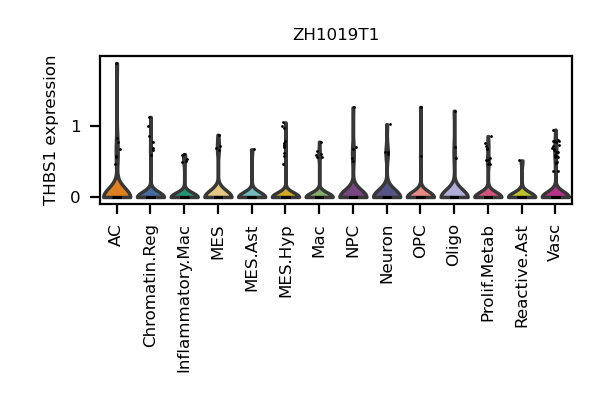 ZH1019T1
THBS1 expression
1
0
AC
Chromatin.Reg
Inflammatory.Mac
MES
MES.Ast
MES.Hyp
Mac
NPC
Neuron
OPC
Oligo
Prolif.Metab
Reactive.Ast
Vasc